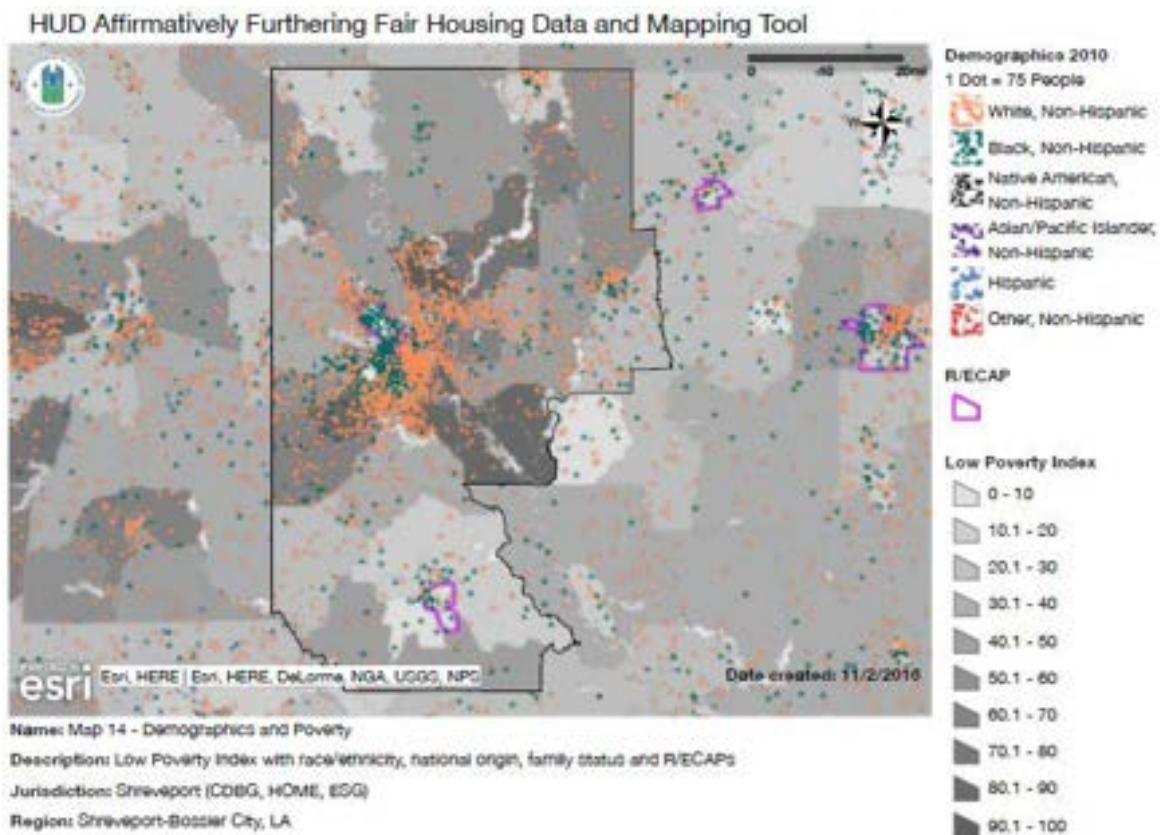 HUD Affirmatively Furthering Fair Housing Data and Mapping Tool
Demographics 2010
1 Dot = 75 People
White, Non-Hispanic
Black, Non-Hispanic
Native American,
Non-Hispanic
Asian/Pacific Islander,
Non-Hispanic
Hispanic
Other, Non-Hispanic
R/ECAP
Low Poverty Index
0 - 10
10.1 - 20
20.1 - 30
30.1 - 40
40.1 - 50
50.1 - 60
60.1 - 70
70.1 - 80
80.1 - 90
90.1 - 100
esri
Esri, HERE | Esri, HERE, DeLorme, NGA, USGS, NPS
Date created: 11/2/2016
Name: Map 14 - Demographics and Poverty
Description: Low Poverty Index with race/ethnicity, national origin, family status and R/ECAPs
Jurisdiction: Shreveport (CDBG, HOME, ESG)
Region: Shreveport-Bossier City, LA